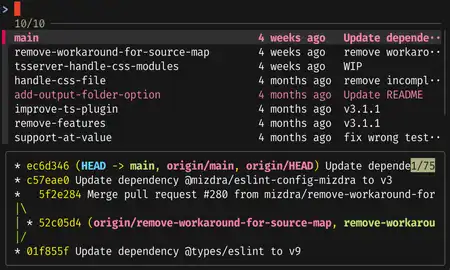 >
10/10
main 4 weeks ago Update depende··
remove-workaround-for-source-map 4 weeks ago remove workaro··
tsserver-handle-css-modules 4 weeks ago WIP
handle-css-file 4 months ago remove incompl··
add-output-folder-option 4 months ago Update README
improve-ts-plugin 4 months ago v3.1.1
remove-features 4 months ago v3.1.1
support-at-value 4 months ago fix wrong test··
* ec6d346 (HEAD -> main, origin/main, origin/HEAD) Update depende1/75
* c57eae0 Update dependency @mizdra/eslint-config-mizdra to v3
* 5f2e284 Merge pull request #280 from mizdra/remove-workaround-for
|\
| * 52c05d4 (origin/remove-workaround-for-source-map, remove-workarou
|/
* 01f855f Update dependency @types/eslint to v9